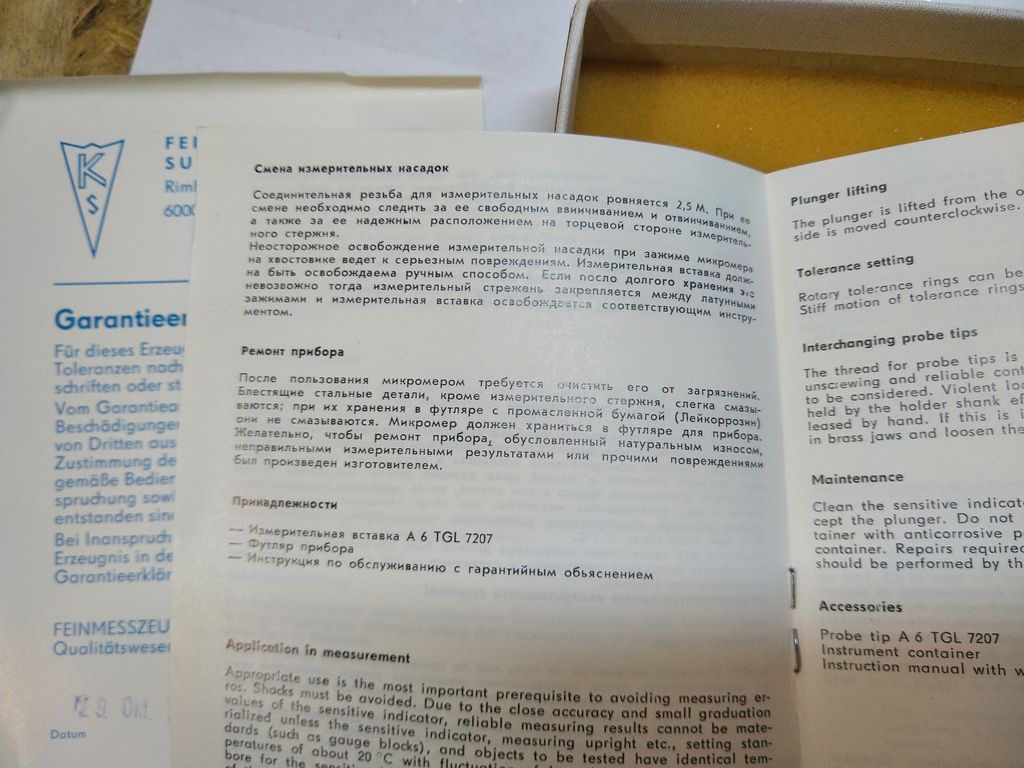 K
S
FEI
SU
Riml
6000
Garantieer
Für dieses Erzeu
Toleranzen nach
schriften oder st
Vom Garantiea
Beschädigunger
von Dritten aus
Zustimmung de
gemäße Bedier
spruchung sowi
entstanden sin
Bei Inanspruch
Erzeugnis in de
Garantieerklär
FEINMESSZEU
Qualitätsweser
29. Okt.
Datum
Смена измерительных насадок
Соединительная резьба для измерительных насадок ровняется 2,5 М. При ее
смене необходимо следить за ее свободным ввинчиванием и отвинчиванием,
а также за ее надежным расположением на торцевой стороне измеритель-
ного стержня.
Неосторожное освобождение измерительной насадки при зажиме микромера
на хвостовике ведет к серьезным повреждениям. Измерительная вставка долж-
на быть освобождаема ручным способом. Если после долгого хранения это
невозвожно тогда измерительный стрежень закрепляется между латунными
зажимами и измерительная вставка освобождается соответствующим инстру-
ментом.
Ремонт прибора
После пользования микромером требуется очистить его от загрязнений.
Блестящие стальные детали, кроме измерительного стержня, слегка смазы-
ваются; при их хранения в футляре с промасленной бумагой (Лейкоррозин)
они не смазываются. Микромер должен храниться в футляре для прибора.
Желательно, чтобы ремонт прибора, обусловленный натуральным износом,
неправильными измерительными результатами или прочими повреждениями
был произведен изготовителем.
Принадлежности
— Измерительная вставка А 6 TGL 7207
— Футляр прибора
— Инструкция по обслуживанию с гарантийным обьяснением
Application in measurement
Appropriate use is the most important prerequisite to avoiding measuring er-
ros. Shocks must be avoided. Due to the close accuracy and small graduation
values of the sensitive indicator, reliable measuring results cannot be mate-
rialized unless the sensitive indicator, measuring upright etc., setting stan-
dards (such as gauge blocks), and objects to be tested have identical tem-
peratures of about 20 °C with
bore for the
Plunger lifting
The plunger is lifted from the o
side is moved counterclockwise.
Tolerance setting
Rotary tolerance rings can be
Stiff motion of tolerance rings
Interchanging probe tips
The thread for probe tips is
unscrewing and reliable cont
to be considered. Violent loo
held by the holder shank ef
leased by hand. If this is i
in brass jaws and loosen the
Maintenance
Clean the sensitive indicato
cept the plunger. Do not
tainer with anticorrosive p
container. Repairs required
should be performed by th
Accessories
Probe tip A 6 TGL 7207
Instrument container
Instruction manual with w